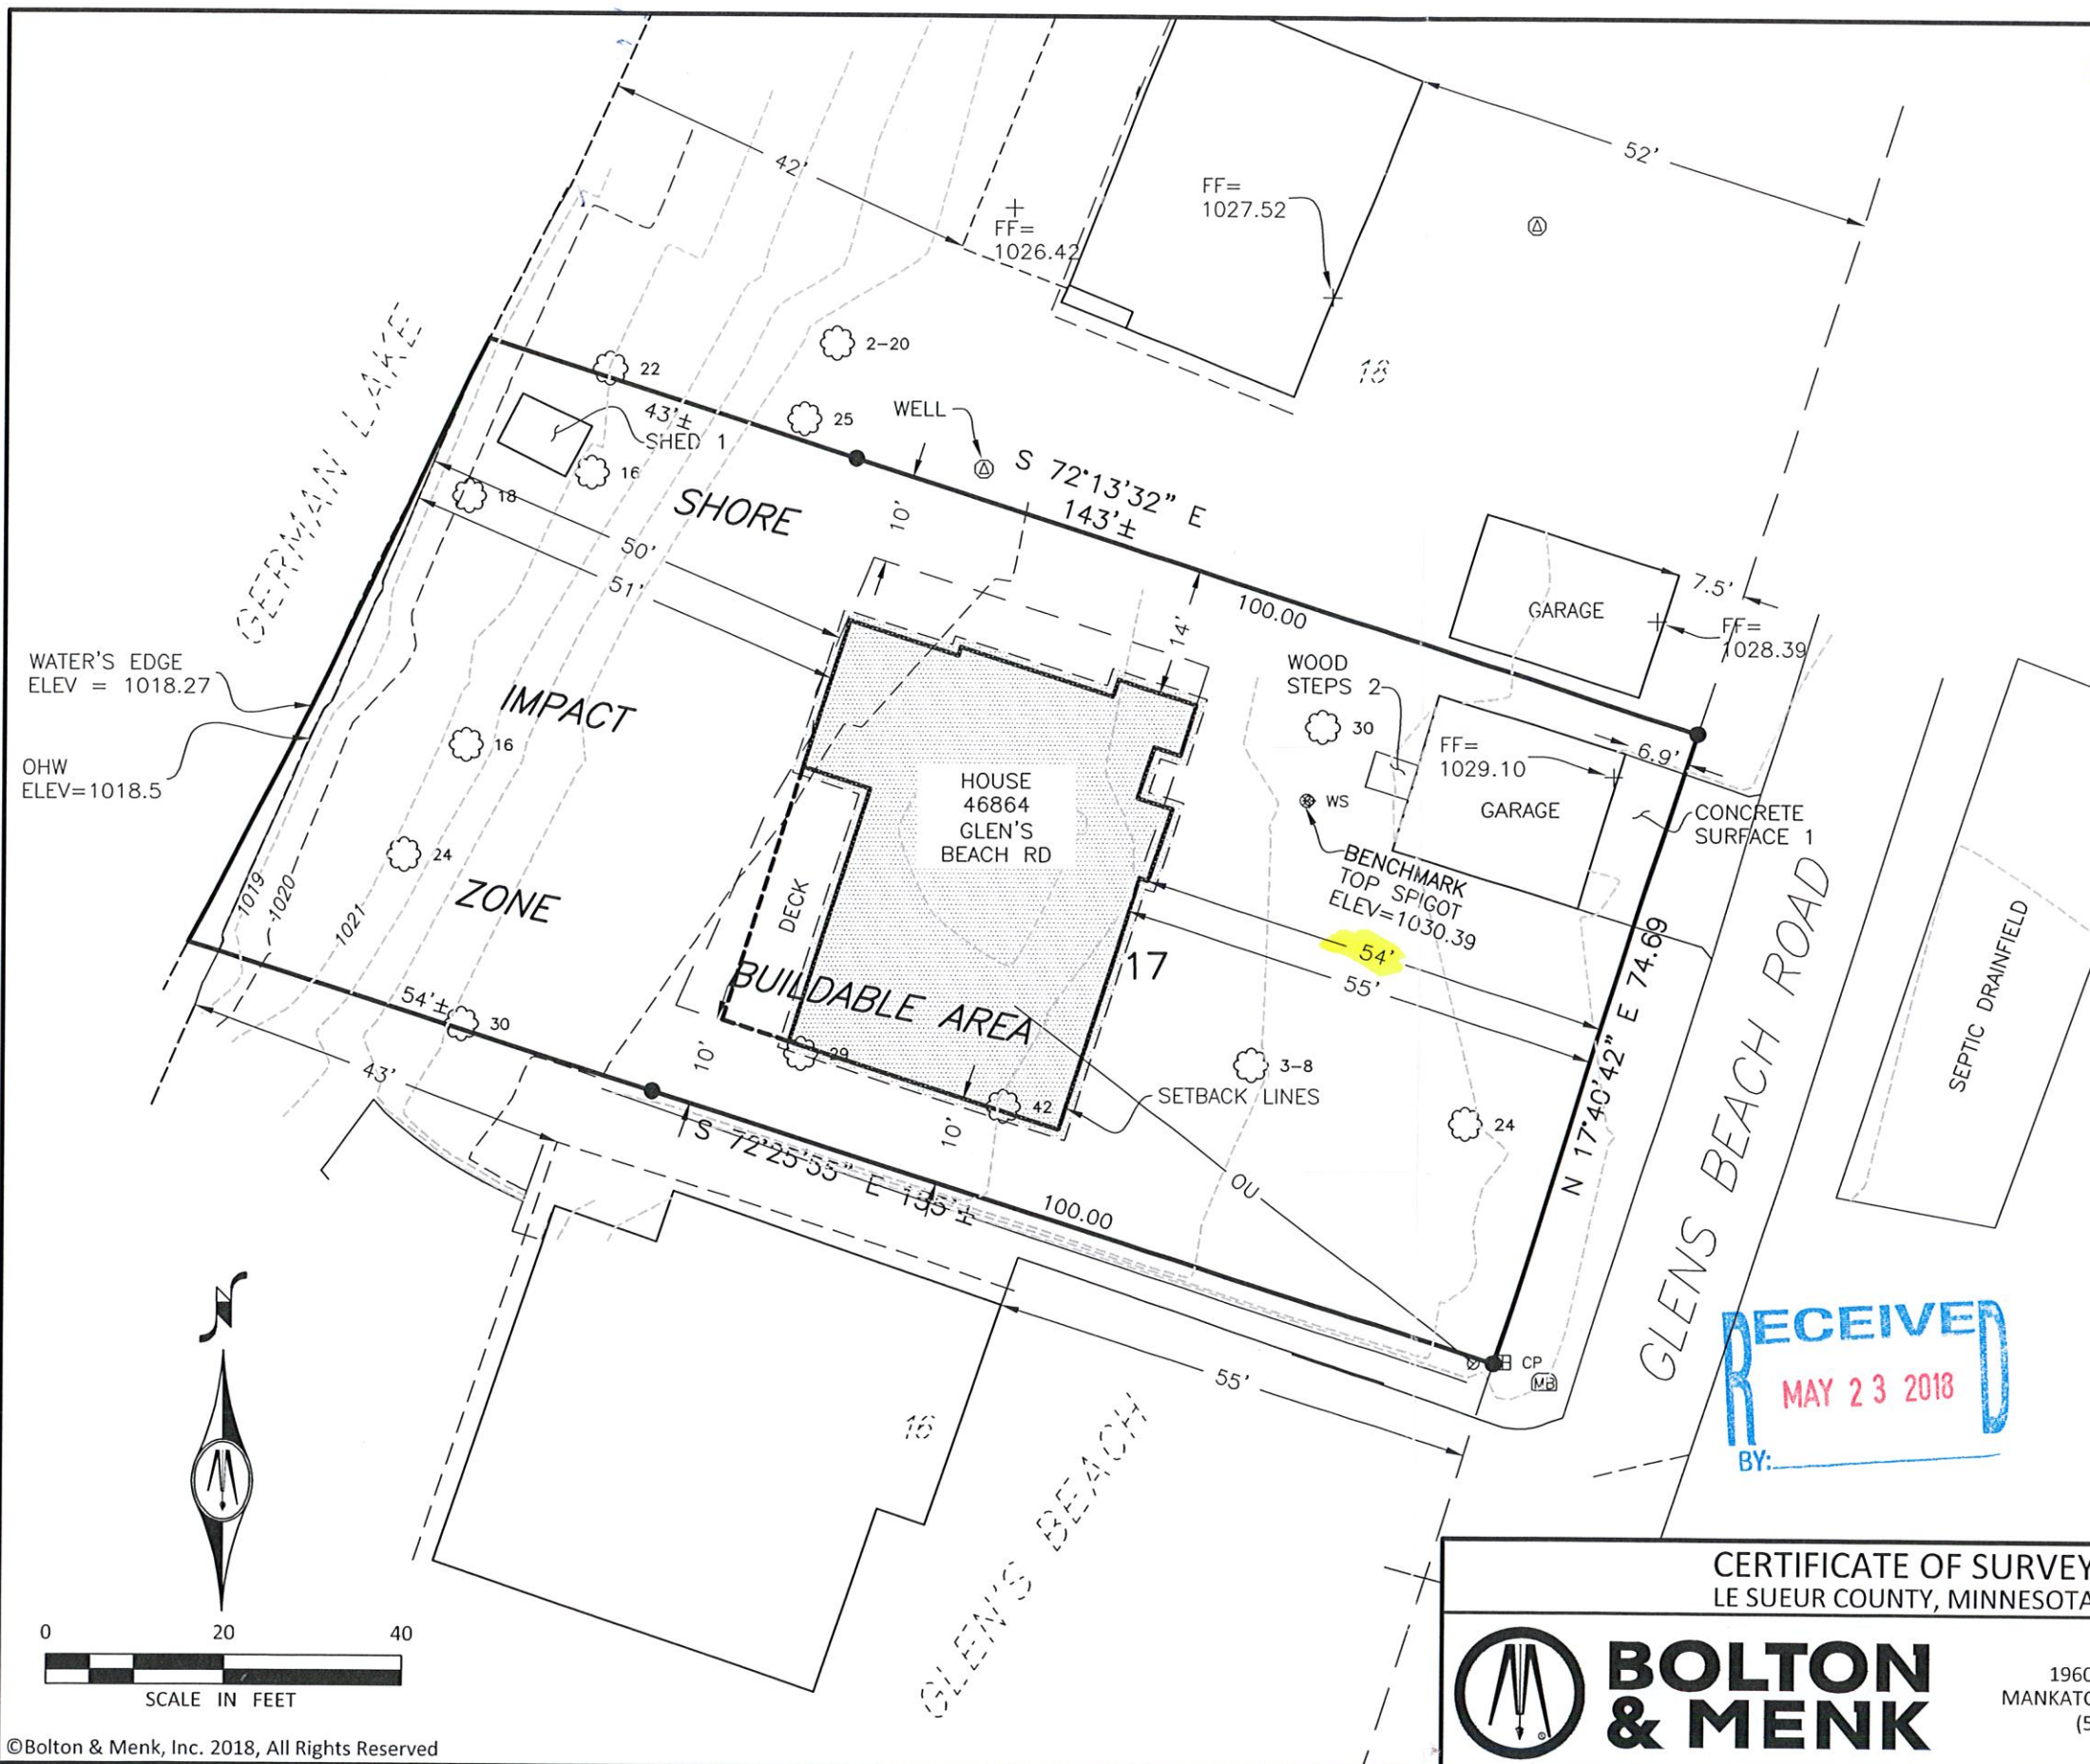 42'
52'
FF=
1027.52
FF=
1026.42
18
2-20
22
25
WELL
43'±
SHED 1
16
18
S 72°13'32" E
143'±
10'
SHORE
GERMAN LAKE
50'
51'
14'
100.00
GARAGE
7.5'
FF=
1028.39
WATER'S EDGE
ELEV = 1018.27
OHW
ELEV=1018.5
IMPACT
16
WOOD
STEPS 2
30
FF=
1029.10
6.9'
GARAGE
CONCRETE
SURFACE 1
WS
HOUSE
46864
GLEN'S
BEACH RD
BENCHMARK
TOP SPIGOT
ELEV=1030.39
24
ZONE
DECK
1019
1020
1021
17
54'
55'
N 17°40'42" E 74.69
GLENS BEACH ROAD
SEPTIC DRAINFIELD
BUILDABLE AREA
54'±
30
29
10'
43'
42
10'
3-8
SETBACK LINES
24
S 72°25'55" E 135'±
100.00
OU
CP
MB
55'
16
GLEN'S BEACH
N
RECEIVED
MAY 23 2018
BY:
0 20 40
SCALE IN FEET
©Bolton & Menk, Inc. 2018, All Rights Reserved
CERTIFICATE OF SURVEY
LE SUEUR COUNTY, MINNESOTA
BOLTON
& MENK
1960
MANKATO
(5